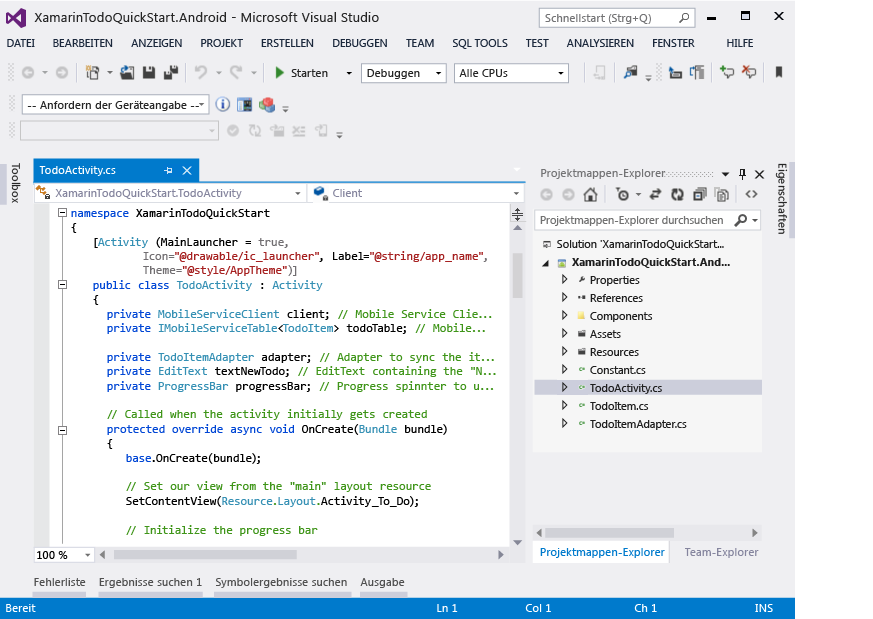 XamarinTodoQuickStart.Android - Microsoft Visual Studio
Schnellstart (Strg+Q)
DATEI BEARBEITEN ANZEIGEN PROJEKT ERSTELLEN DEBUGGEN TEAM SQL TOOLS TEST ANALYSIEREN FENSTER HILFE
Starten Debuggen Alle CPUs
-- Anfordern der Geräteangabe --
Toolbox
TodoActivity.cs
XamarinTodoQuickStart.TodoActivity Client
namespace XamarinTodoQuickStart
{
[Activity (MainLauncher = true,
Icon="@drawable/ic_launcher", Label="@string/app_name",
Theme="@style/AppTheme")]
public class TodoActivity : Activity
{
private MobileServiceClient client; // Mobile Service Clie...
private IMobileServiceTable<TodoItem> todoTable; // Mobile...
private TodoItemAdapter adapter; // Adapter to sync the it...
private EditText textNewTodo; // EditText containing the "N...
private ProgressBar progressBar; // Progress spinnter to u...
// Called when the activity initially gets created
protected override async void OnCreate(Bundle bundle)
{
base.OnCreate(bundle);
// Set our view from the "main" layout resource
SetContentView(Resource.Layout.Activity_To_Do);
// Initialize the progress bar
100 %
Projektmappen-Explorer
Projektmappen-Explorer durchsuchen
Solution 'XamarinTodoQuickStart...
XamarinTodoQuickStart.And...
Properties
References
Components
Assets
Resources
Constant.cs
TodoActivity.cs
TodoItem.cs
TodoItemAdapter.cs
Projektmappen-Explorer Team-Explorer
Eigenschaften
Fehlerliste Ergebnisse suchen 1 Symbolergebnisse suchen Ausgabe
Bereit Ln 1 Col 1 Ch 1 INS